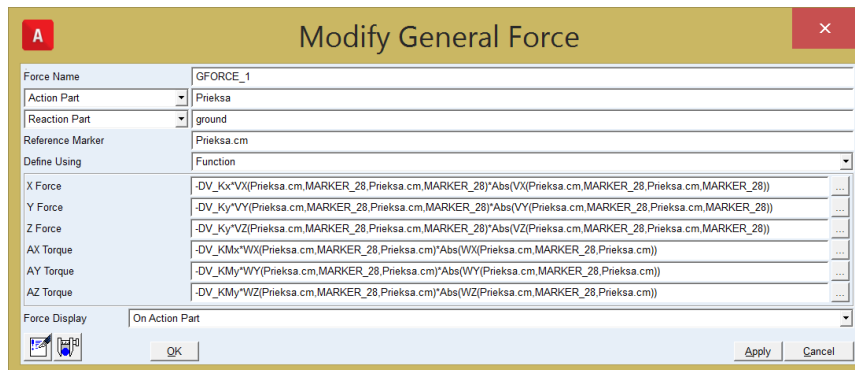 A
Modify General Force
×
Force Name GFORCE_1
Action Part Prieksa
Reaction Part ground
Reference Marker Prieksa.cm
Define Using Function
X Force -DV_Kx*VX(Prieksa.cm,MARKER_28,Prieksa.cm,MARKER_28)*Abs(VX(Prieksa.cm,MARKER_28,Prieksa.cm,MARKER_28)) ...
Y Force -DV_Ky*VY(Prieksa.cm,MARKER_28,Prieksa.cm,MARKER_28)*Abs(VY(Prieksa.cm,MARKER_28,Prieksa.cm,MARKER_28)) ...
Z Force -DV_Ky*VZ(Prieksa.cm,MARKER_28,Prieksa.cm,MARKER_28)*Abs(VZ(Prieksa.cm,MARKER_28,Prieksa.cm,MARKER_28)) ...
AX Torque -DV_KMx*WX(Prieksa.cm,MARKER_28,Prieksa.cm)*Abs(WX(Prieksa.cm,MARKER_28,Prieksa.cm)) ...
AY Torque -DV_KMy*WY(Prieksa.cm,MARKER_28,Prieksa.cm)*Abs(WY(Prieksa.cm,MARKER_28,Prieksa.cm)) ...
AZ Torque -DV_KMy*WZ(Prieksa.cm,MARKER_28,Prieksa.cm)*Abs(WZ(Prieksa.cm,MARKER_28,Prieksa.cm)) ...
Force Display On Action Part
OK Apply Cancel